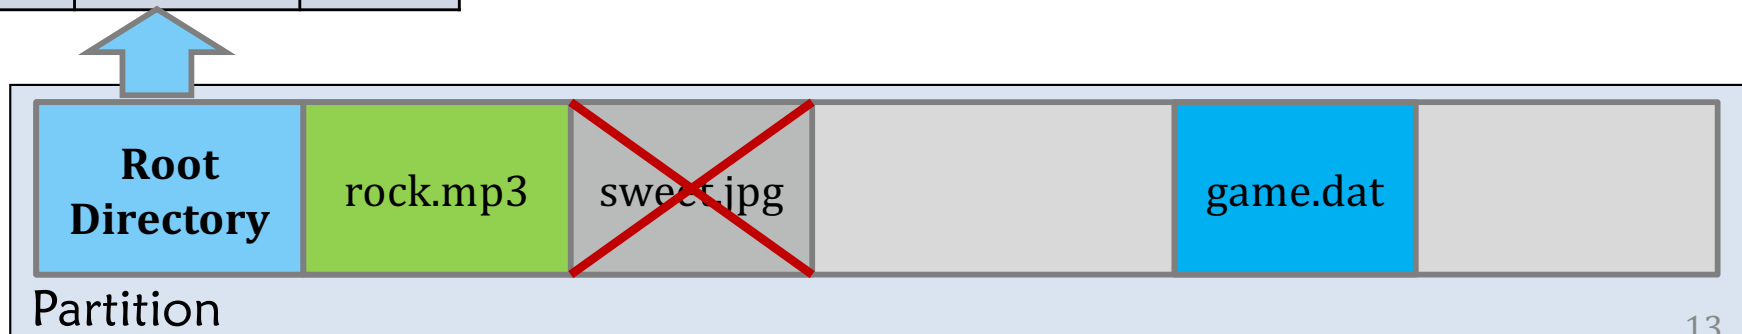 Root
Directory
rock.mp3
sweet.jpg
game.dat
Partition
13